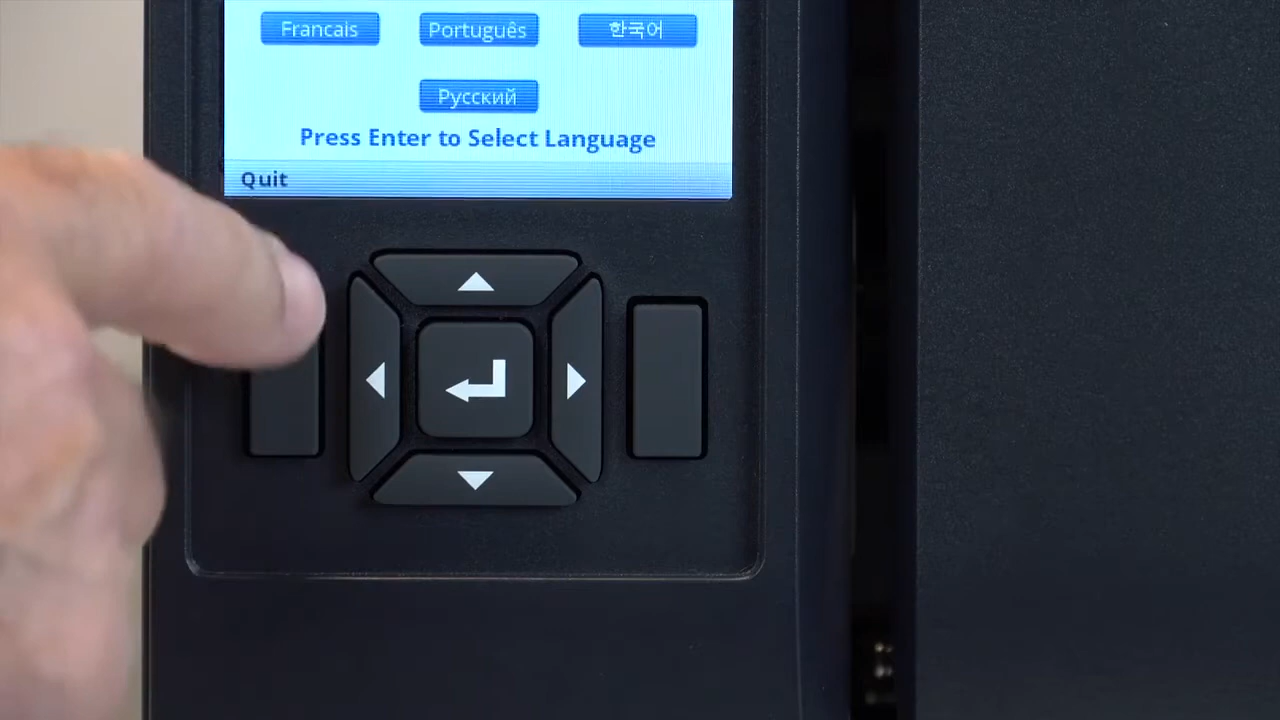 Francais Português 한국어
Русский
Press Enter to Select Language
Quit